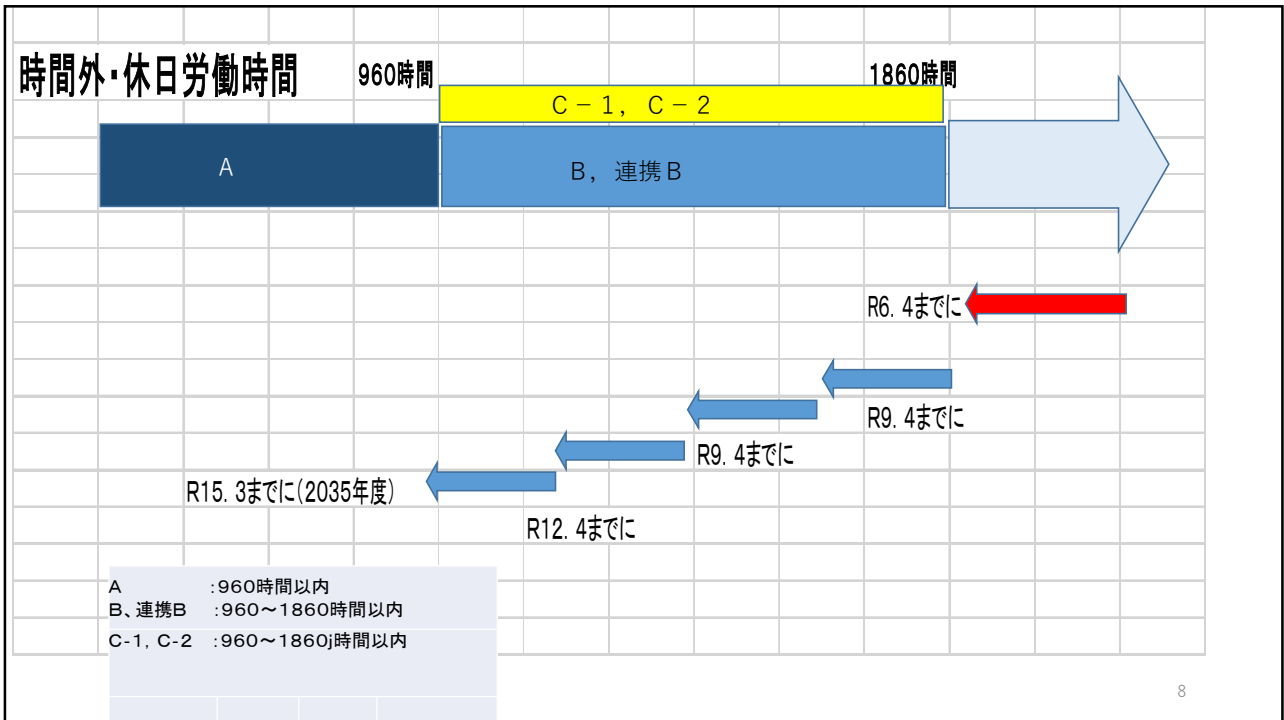 時間外・休日労働時間 960時間 1860時間
C－1，C－2
A
B，連携B
R6. 4までに
R9. 4までに
R9. 4までに
R15. 3までに(2035年度)
R12. 4までに
A :960時間以内
B、連携B :960～1860時間以内
C-1, C-2 :960～1860j時間以内
8